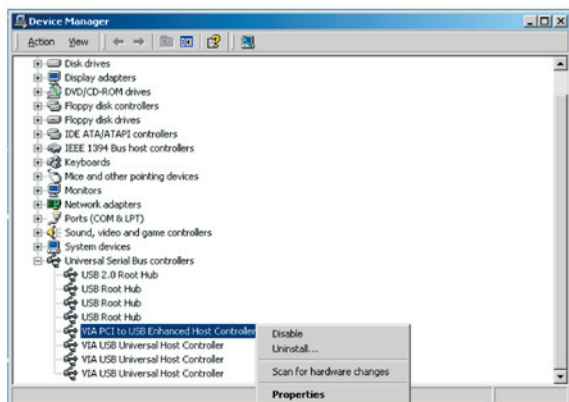 Device Manager
Action View
Disk drives
Display adapters
DVD/CD-ROM drives
Floppy disk controllers
Floppy disk drives
IDE ATA/ATAPI controllers
IEEE 1394 Bus host controllers
Keyboards
Mice and other pointing devices
Monitors
Network adapters
Ports (COM & LPT)
Sound, video and game controllers
System devices
Universal Serial Bus controllers
USB 2.0 Root Hub
USB Root Hub
USB Root Hub
USB Root Hub
VIA PCI to USB Enhanced Host Controller
VIA USB Universal Host Controller
VIA USB Universal Host Controller
VIA USB Universal Host Controller
Disable
Uninstall...
Scan for hardware changes
Properties